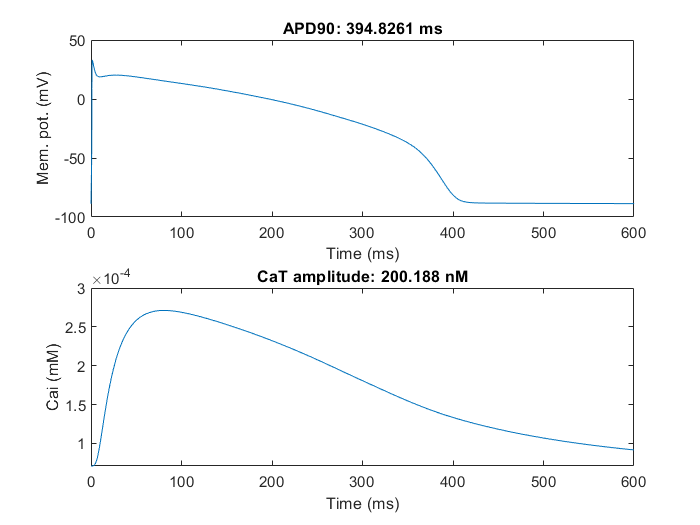 APD90: 394.8261 ms
50
0
-50
-100
Mem. pot. (mV)
0 100 200 300 400 500 600
Time (ms)
×10-4
CaT amplitude: 200.188 nM
3
2.5
2
1.5
1
Cai (mM)
0 100 200 300 400 500 600
Time (ms)